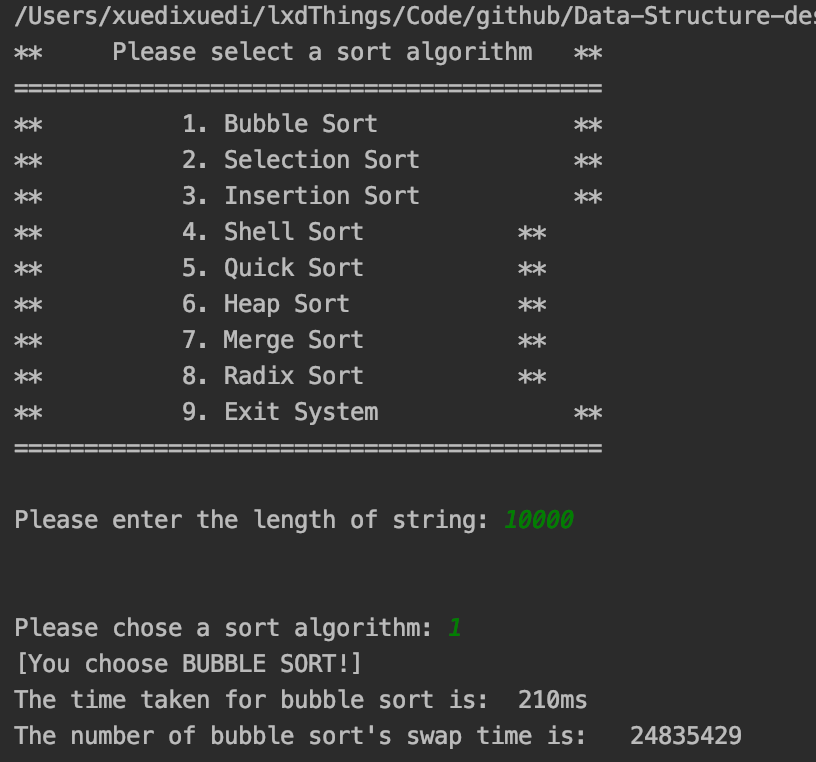 /Users/xuedixuedi/lxdThings/Code/github/Data-Structure-des
**     Please select a sort algorithm   **
==========================================
**          1. Bubble Sort              **
**          2. Selection Sort           **
**          3. Insertion Sort           **
**          4. Shell Sort           **
**          5. Quick Sort           **
**          6. Heap Sort            **
**          7. Merge Sort           **
**          8. Radix Sort           **
**          9. Exit System              **
==========================================
Please enter the length of string: 10000
Please chose a sort algorithm: 1
[You choose BUBBLE SORT!]
The time taken for bubble sort is:  210ms
The number of bubble sort's swap time is:   24835429